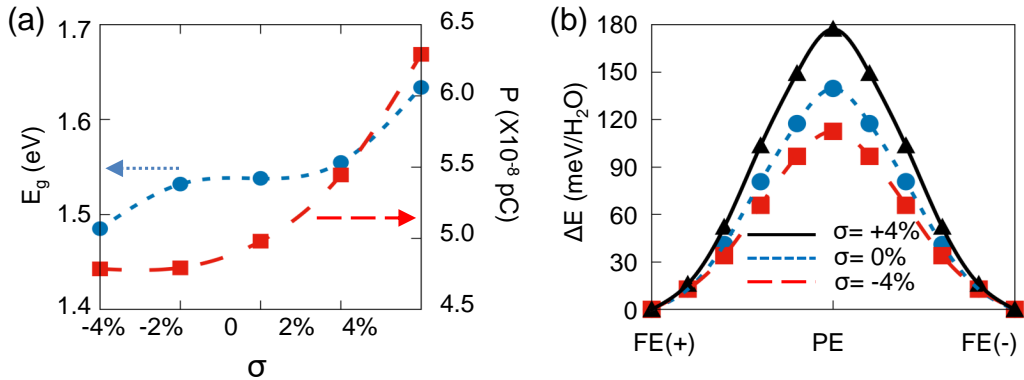 (a)
1.7
1.6
1.5
1.4
E_g (eV)
6.5
6.0
5.5
5.0
4.5
P (X10⁻⁸ pC)
-4%
-2%
0
2%
4%
σ
(b)
180
150
120
90
60
30
0
ΔE (meV/H₂O)
σ= +4%
σ= 0%
σ= -4%
FE(+)
PE
FE(-)